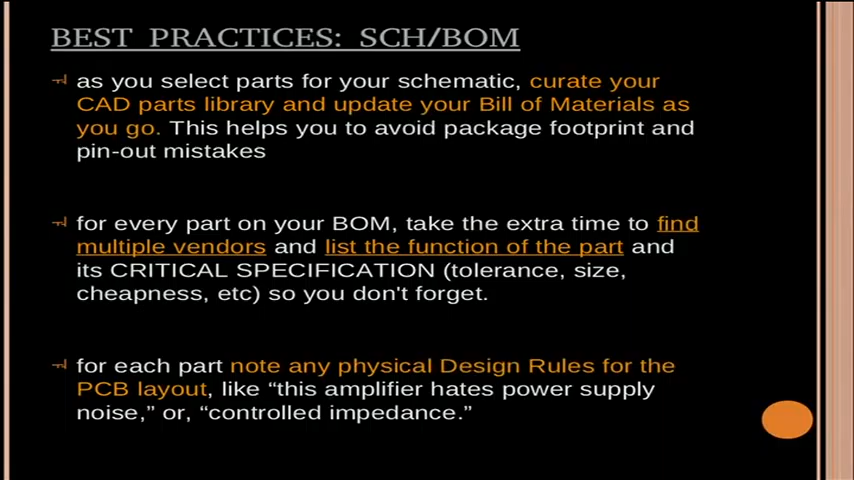 BEST PRACTICES: SCH/BOM
as you select parts for your schematic, curate your
CAD parts library and update your Bill of Materials as
you go. This helps you to avoid package footprint and
pin-out mistakes
for every part on your BOM, take the extra time to find
multiple vendors and list the function of the part and
its CRITICAL SPECIFICATION (tolerance, size,
cheapness, etc) so you don't forget.
for each part note any physical Design Rules for the
PCB layout, like “this amplifier hates power supply
noise,” or, “controlled impedance.”